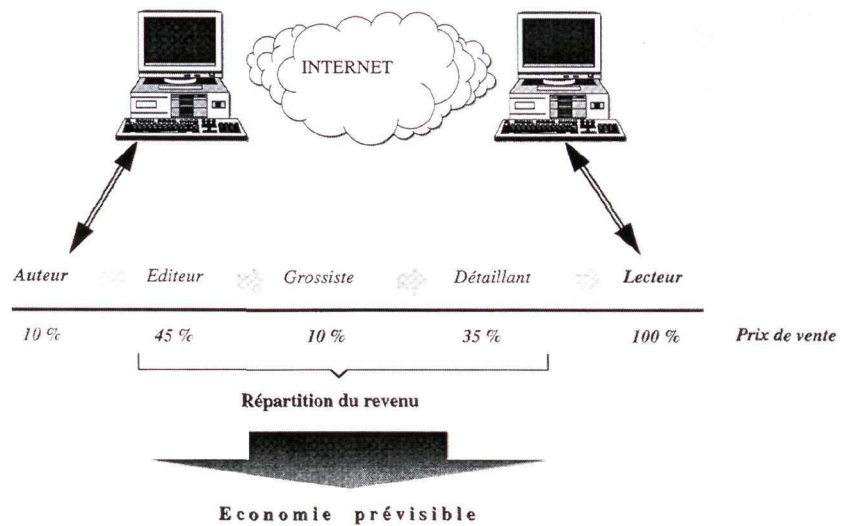 INTERNET
Auteur Editeur Grossiste Détaillant Lecteur
10 % 45 % 10 % 35 % 100 % Prix de vente
Répartition du revenu
Economie prévisible